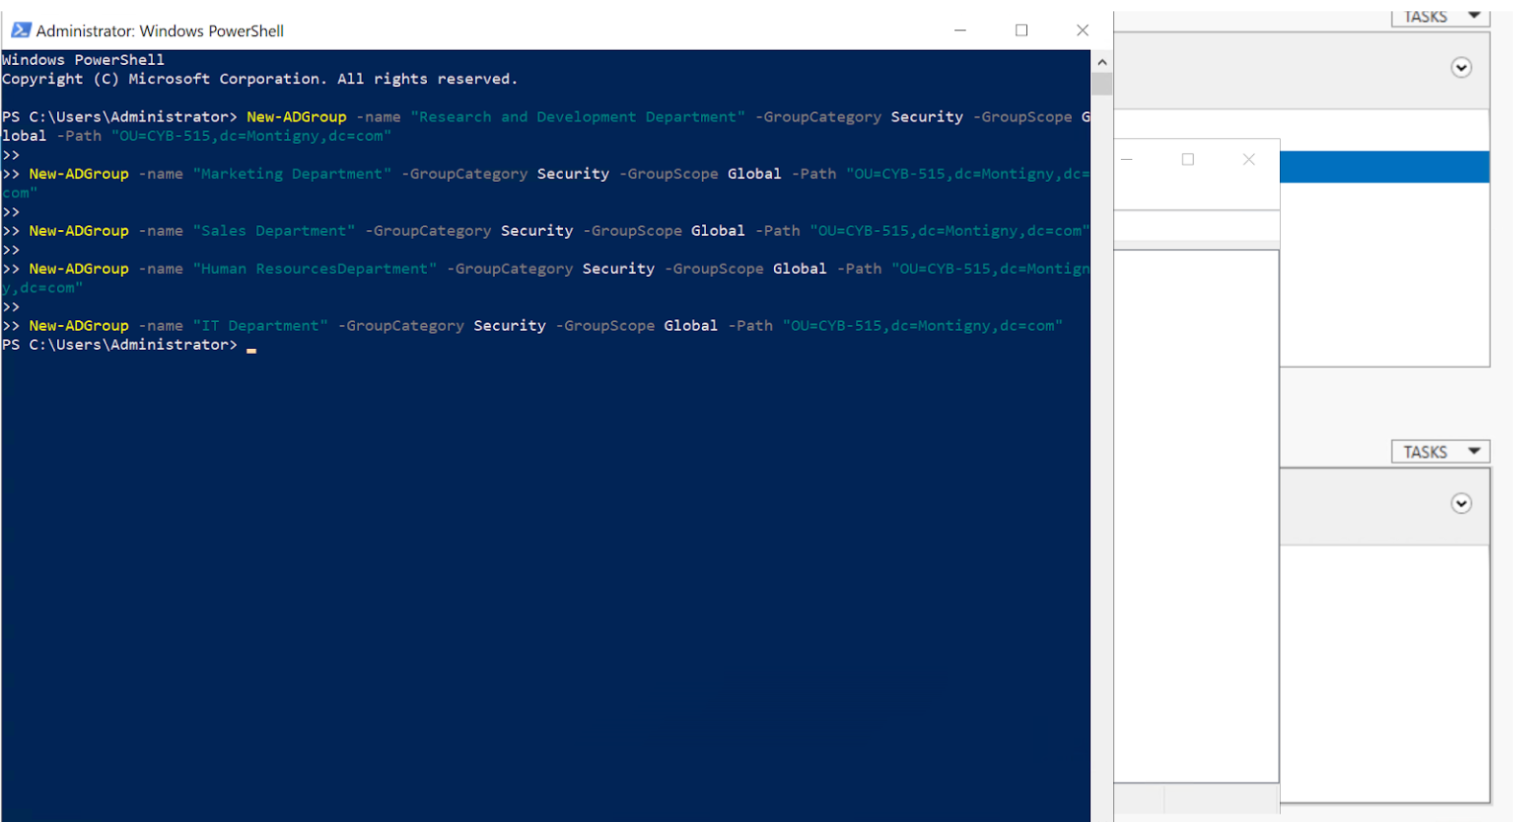 TASKS
Administrator: Windows PowerShell
Windows PowerShell
Copyright (C) Microsoft Corporation. All rights reserved.
PS C:\Users\Administrator> New-ADGroup -name "Research and Development Department" -GroupCategory Security -GroupScope G
lobal -Path "OU=CYB-515,dc=Montigny,dc=com"
>>
>> New-ADGroup -name "Marketing Department" -GroupCategory Security -GroupScope Global -Path "OU=CYB-515,dc=Montigny,dc=
com"
>>
>> New-ADGroup -name "Sales Department" -GroupCategory Security -GroupScope Global -Path "OU=CYB-515,dc=Montigny,dc=com"
>>
>> New-ADGroup -name "Human ResourcesDepartment" -GroupCategory Security -GroupScope Global -Path "OU=CYB-515,dc=Montign
y,dc=com"
>>
>> New-ADGroup -name "IT Department" -GroupCategory Security -GroupScope Global -Path "OU=CYB-515,dc=Montigny,dc=com"
PS C:\Users\Administrator> _
TASKS